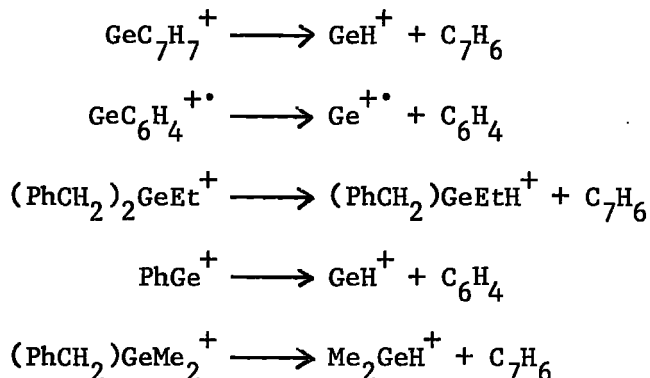 GeC₇H₇⁺ ⟶ GeH⁺ + C₇H₆
GeC₆H₄⁺• ⟶ Ge⁺• + C₆H₄
(PhCH₂)₂GeEt⁺ ⟶ (PhCH₂)GeEtH⁺ + C₇H₆
PhGe⁺ ⟶ GeH⁺ + C₆H₄
(PhCH₂)GeMe₂⁺ ⟶ Me₂GeH⁺ + C₇H₆